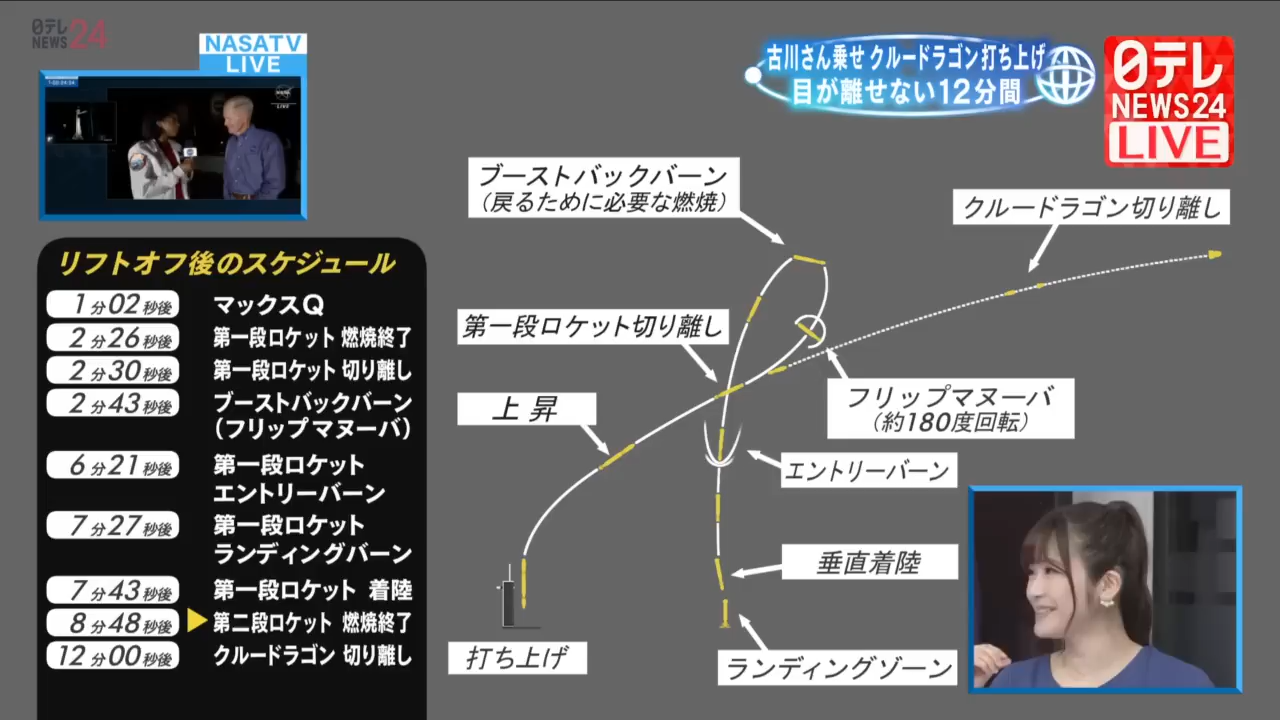 日テレ
NEWS24
NASATV
LIVE
古川さん乗せ クルードラゴン打ち上げ
目が離せない12分間
日テレ
NEWS24
LIVE
LIVE
リフトオフ後のスケジュール
1分02秒後 マックスQ
2分26秒後 第一段ロケット 燃焼終了
2分30秒後 第一段ロケット 切り離し
2分43秒後 ブーストバックバーン
(フリップマヌーバ)
6分21秒後 第一段ロケット
エントリーバーン
7分27秒後 第一段ロケット
ランディングバーン
7分43秒後 第一段ロケット 着陸
8分48秒後 第二段ロケット 燃焼終了
12分00秒後 クルードラゴン 切り離し
ブーストバックバーン
(戻るために必要な燃焼)
クルードラゴン切り離し
第一段ロケット切り離し
上昇
フリップマヌーバ
(約180度回転)
エントリーバーン
垂直着陸
打ち上げ
ランディングゾーン